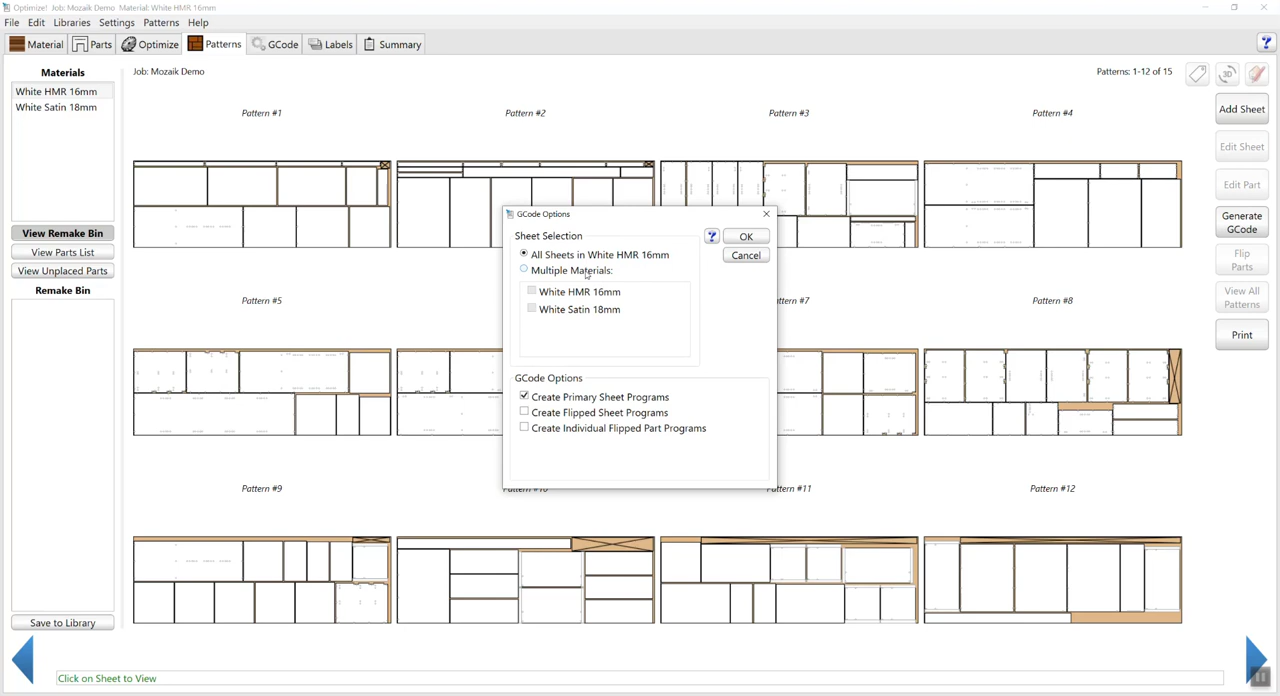 Optimize! Job: Mozaik Demo Material: White HMR 16mm
File Edit Libraries Settings Patterns Help
Material Parts Optimize Patterns GCode Labels Summary ?
Materials
Job: Mozaik Demo
Patterns: 1-12 of 15
3D
White HMR 16mm
White Satin 18mm
View Remake Bin
View Parts List
View Unplaced Parts
Remake Bin
Save to Library
Pattern #1 Pattern #2 Pattern #3 Pattern #4
Pattern #5
#7
Pattern #8
Pattern #9
Pattern #10
Pattern #11
Pattern #12
GCode Options
Sheet Selection
? OK
All Sheets in White HMR 16mm
Cancel
Multiple Materials:
White HMR 16mm
White Satin 18mm
GCode Options
Create Primary Sheet Programs
Create Flipped Sheet Programs
Create Individual Flipped Part Programs
Add Sheet
Edit Sheet
Edit Part
Generate
GCode
Flip
Parts
View All
Patterns
Print
Click on Sheet to View